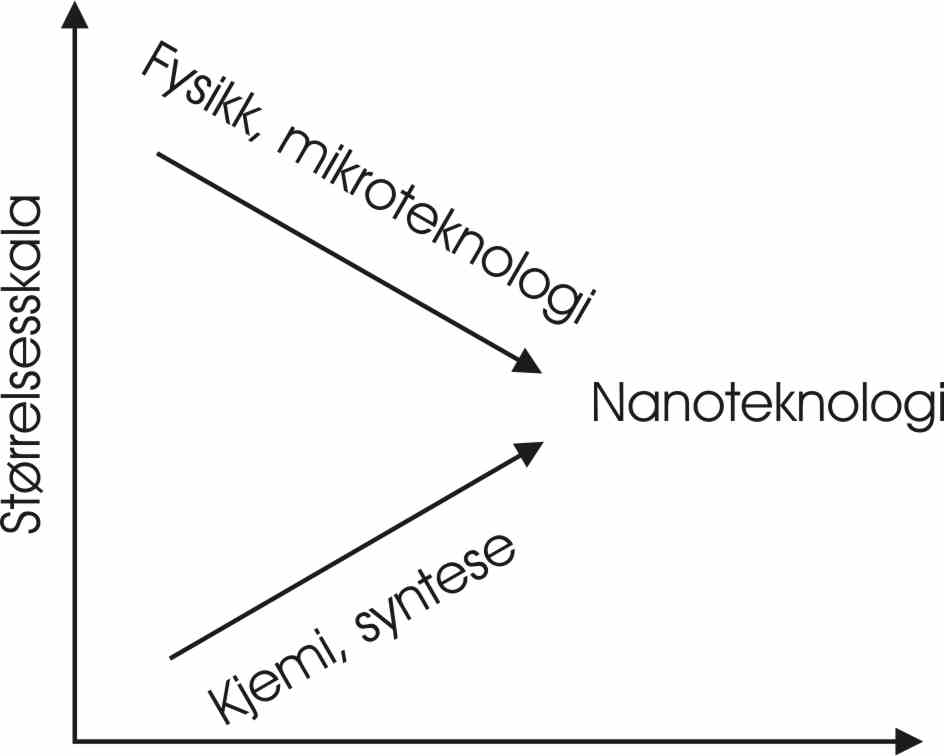 Fysikk, mikroteknologi
Størrelsesskala
Nanoteknologi
Kjemi, syntese